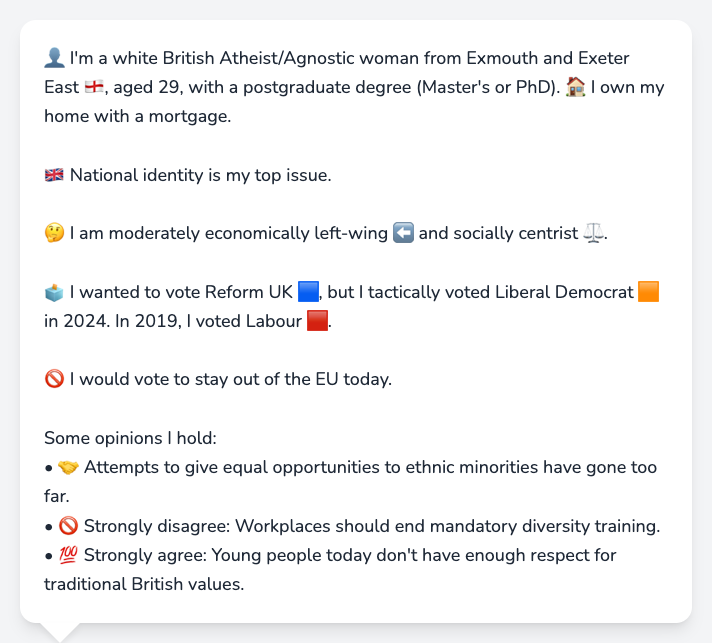 👤 I'm a white British Atheist/Agnostic woman from Exmouth and Exeter
East 🏴󠁧󠁢󠁥󠁮󠁧󠁿, aged 29, with a postgraduate degree (Master's or PhD). 🏠 I own my
home with a mortgage.
🇬🇧 National identity is my top issue.
🤔 I am moderately economically left-wing ⬅️ and socially centrist ⚖️.
🗳️ I wanted to vote Reform UK 🟦, but I tactically voted Liberal Democrat 🟧
in 2024. In 2019, I voted Labour 🟥.
🚫 I would vote to stay out of the EU today.
Some opinions I hold:
• 🤝 Attempts to give equal opportunities to ethnic minorities have gone too
far.
• 🚫 Strongly disagree: Workplaces should end mandatory diversity training.
• 💯 Strongly agree: Young people today don't have enough respect for
traditional British values.